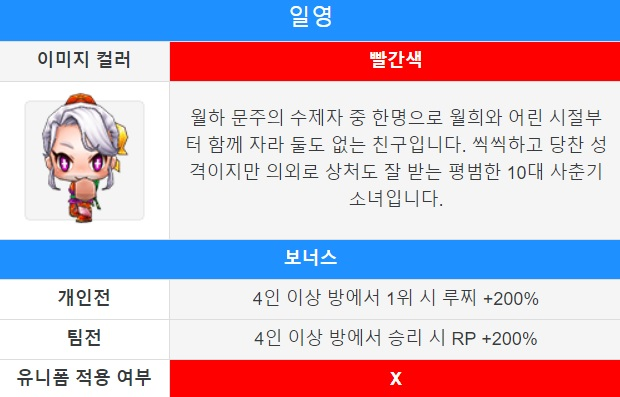 일영
이미지 컬러
빨간색
월하 문주의 수제자 중 한명으로 월희와 어린 시절부
터 함께 자라 둘도 없는 친구입니다. 씩씩하고 당찬 성
격이지만 의외로 상처도 잘 받는 평범한 10대 사춘기
소녀입니다.
보너스
개인전
4인 이상 방에서 1위 시 루찌 +200%
팀전
4인 이상 방에서 승리 시 RP +200%
유니폼 적용 여부
X